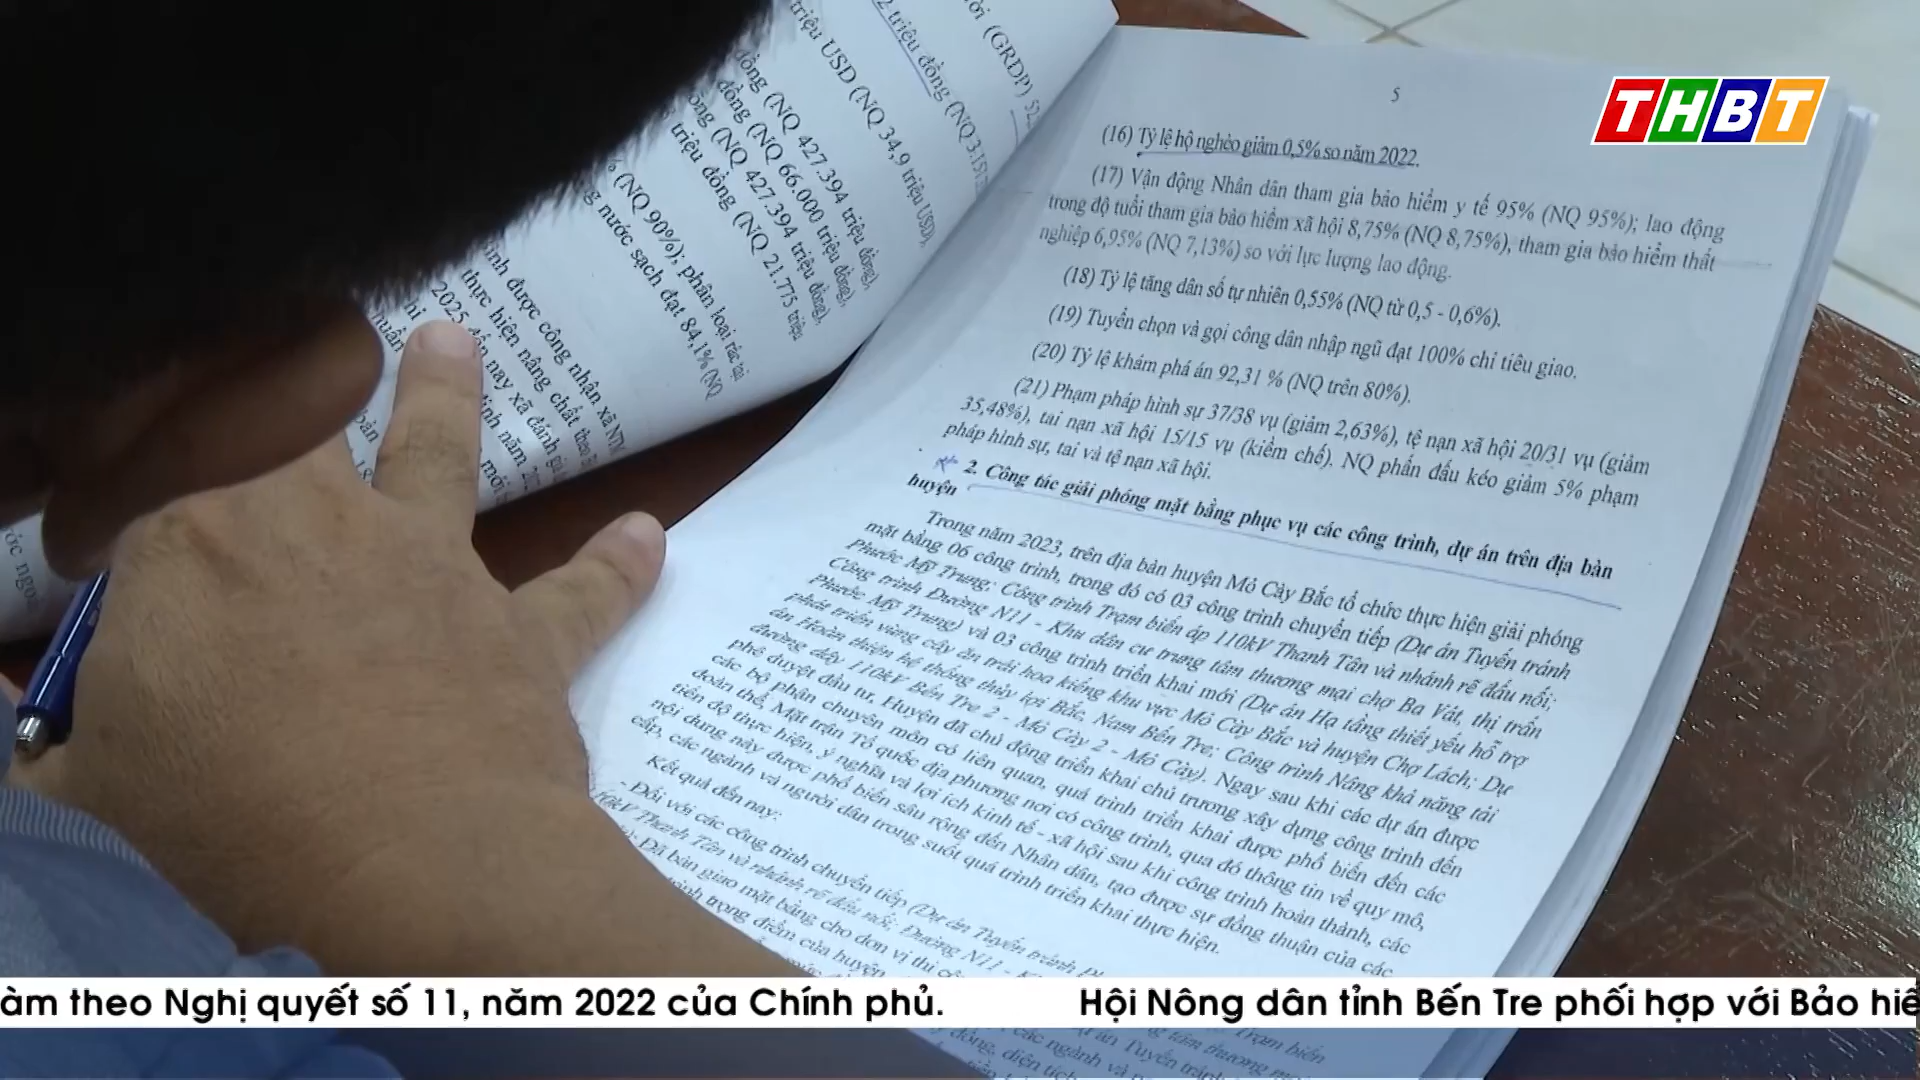 THBT
ời (GRDP) 52,
2 triệu đồng (NQ 3.151
triệu USD (NQ 34,9 triệu USD),
đồng (NQ 427.394 triệu đồng),
đồng (NQ 66.000 triệu đồng),
đồng (NQ 427.394 triệu đồng),
triệu đồng (NQ 21.775 triệu
% (NQ 90%); phân loại rác tại
nước sạch đạt 84,1% (NQ
được công nhận xã NTM
thực hiện nâng chất theo
2025 đến nay xã đánh giá
năm
5
(16) Tỷ lệ hộ nghèo giảm 0,5% so năm 2022.
(17) Vận động Nhân dân tham gia bảo hiểm y tế 95% (NQ 95%); lao động
trong độ tuổi tham gia bảo hiểm xã hội 8,75% (NQ 8,75%), tham gia bảo hiểm thất
nghiệp 6,95% (NQ 7,13%) so với lực lượng lao động.
(18) Tỷ lệ tăng dân số tự nhiên 0,55% (NQ từ 0,5 - 0,6%).
(19) Tuyển chọn và gọi công dân nhập ngũ đạt 100% chỉ tiêu giao.
(20) Tỷ lệ khám phá án 92,31 % (NQ trên 80%).
(21) Phạm pháp hình sự 37/38 vụ (giảm 2,63%), tệ nạn xã hội 20/31 vụ (giảm
35,48%), tai nạn xã hội 15/15 vụ (kiềm chế). NQ phấn đấu kéo giảm 5% phạm
pháp hình sự, tai và tệ nạn xã hội.
2. Công tác giải phóng mặt bằng phục vụ các công trình, dự án trên địa bàn
huyện
Trong năm 2023, trên địa bàn huyện Mỏ Cày Bắc tổ chức thực hiện giải phóng
mặt bằng 06 công trình, trong đó có 03 công trình chuyển tiếp (Dự án Tuyến tránh
Phước Mỹ Trung; Công trình Trạm biến áp 110kV Thanh Tân và nhánh rẽ đấu nối;
Công trình Đường N11 - Khu dân cư trung tâm thương mại chợ Ba Vát, thị trấn
Phước Mỹ Trung) và 03 công trình triển khai mới (Dự án Hạ tầng thiết yếu hỗ trợ
phát triển vùng cây ăn trái hoa kiểng khu vực Mỏ Cày Bắc và huyện Chợ Lách; Dự
án Hoàn thiện hệ thống thủy lợi Bắc, Nam Bến Tre; Công trình Nâng khả năng tải
đường dây 110kV Bến Tre 2 - Mỏ Cày 2 - Mỏ Cày). Ngay sau khi các dự án được
phê duyệt đầu tư, Huyện đã chủ động triển khai chủ trương xây dựng công trình đến
các bộ phận chuyên môn có liên quan, quá trình triển khai được phổ biến đến các
đoàn thể, Mặt trận Tổ quốc địa phương nơi có công trình, qua đó thông tin về quy mô,
tiến độ thực hiện, ý nghĩa và lợi ích kinh tế - xã hội sau khi công trình hoàn thành, các
nội dung này được phổ biến sâu rộng đến Nhân dân, tạo được sự đồng thuận của các
cấp, các ngành và người dân trong suốt quá trình triển khai thực hiện.
Kết quả đến nay:
- Đối với các công trình chuyển tiếp (Dự án Tuyến tránh
Thanh Tân và nhánh rẽ đấu nối; Đường N11 -
Đã bàn giao mặt bằng cho đơn vị thi
trình trọng điểm của huyện
àm theo Nghị quyết số 11, năm 2022 của Chính phủ. Hội Nông dân tỉnh Bến Tre phối hợp với Bảo hiể